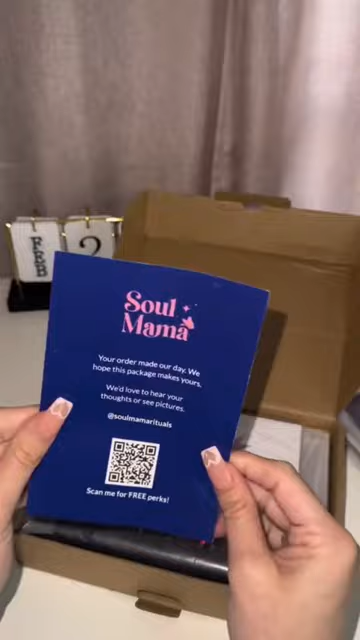 FEB
2
Soul
Mama
Your order made our day. We
hope this package makes yours.
We'd love to hear your
thoughts or see pictures.
@soulmamarituals
Scan me for FREE perks!